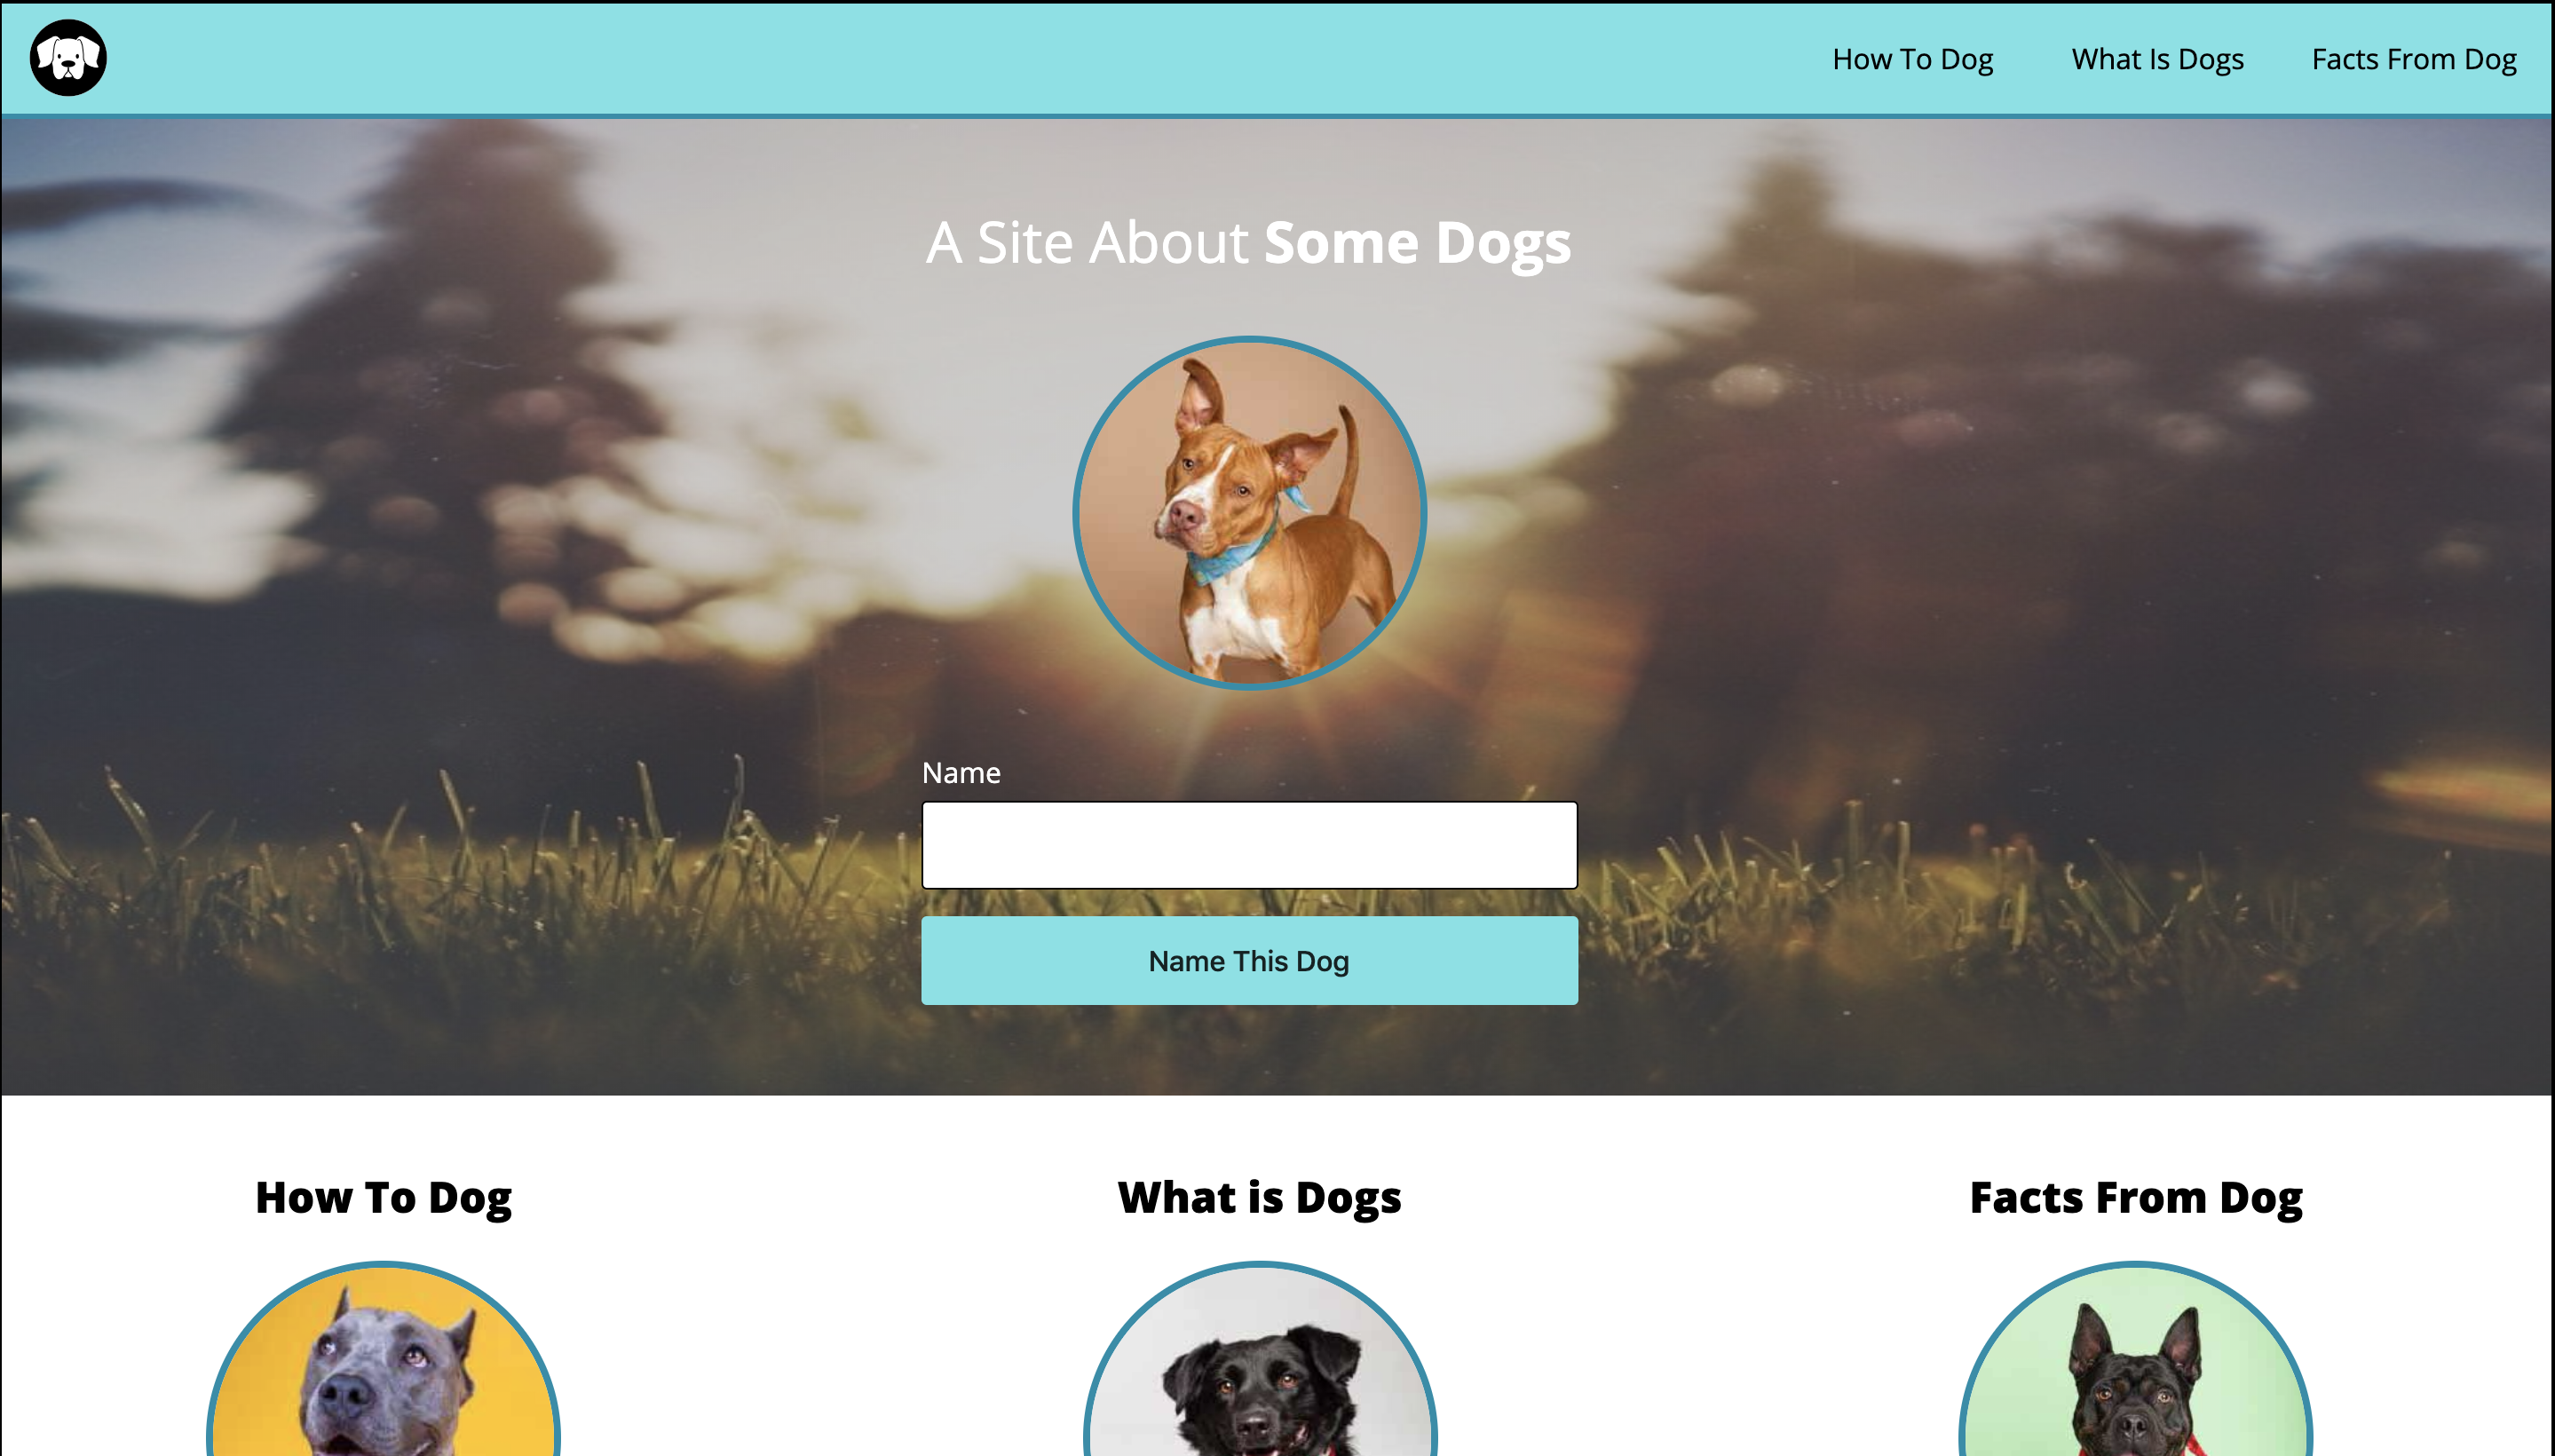 How To Dog
What Is Dogs
Facts From Dog
A Site About Some Dogs
Name
Name This Dog
How To Dog
What is Dogs
Facts From Dog